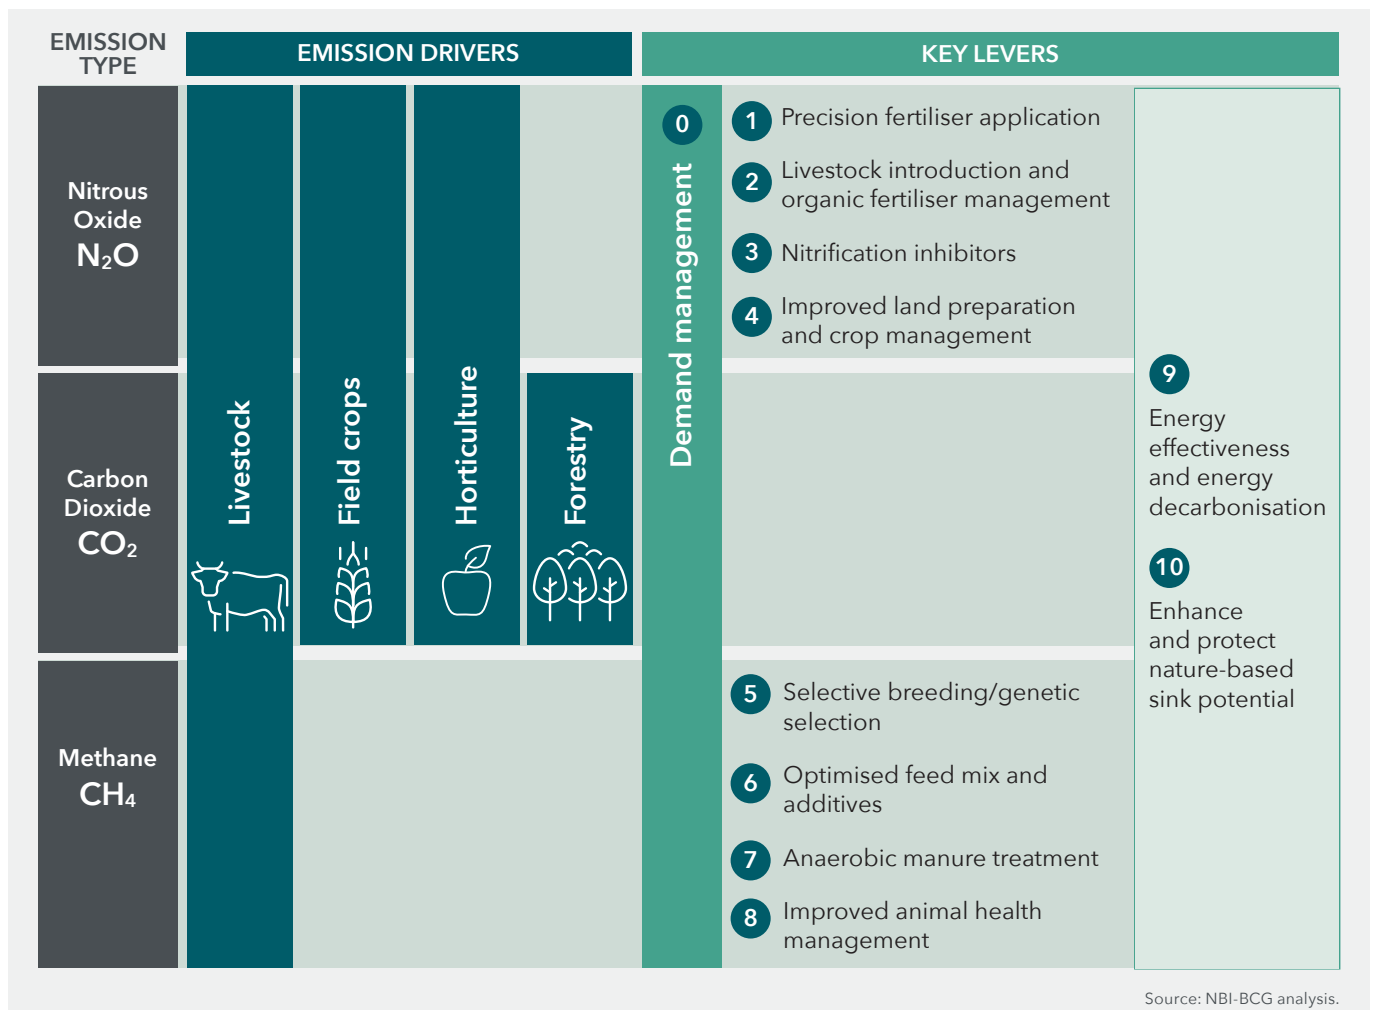 EMISSION
TYPE
EMISSION DRIVERS
KEY LEVERS
Nitrous
Oxide
N₂O
Carbon
Dioxide
CO₂
Methane
CH₄
Livestock
Field crops
Horticulture
Forestry
0
Demand management
1
Precision fertiliser application
2
Livestock introduction and
organic fertiliser management
3
Nitrification inhibitors
4
Improved land preparation
and crop management
5
Selective breeding/genetic
selection
6
Optimised feed mix and
additives
7
Anaerobic manure treatment
8
Improved animal health
management
9
Energy
effectiveness
and energy
decarbonisation
10
Enhance
and protect
nature-based
sink potential
Source: NBI-BCG analysis.